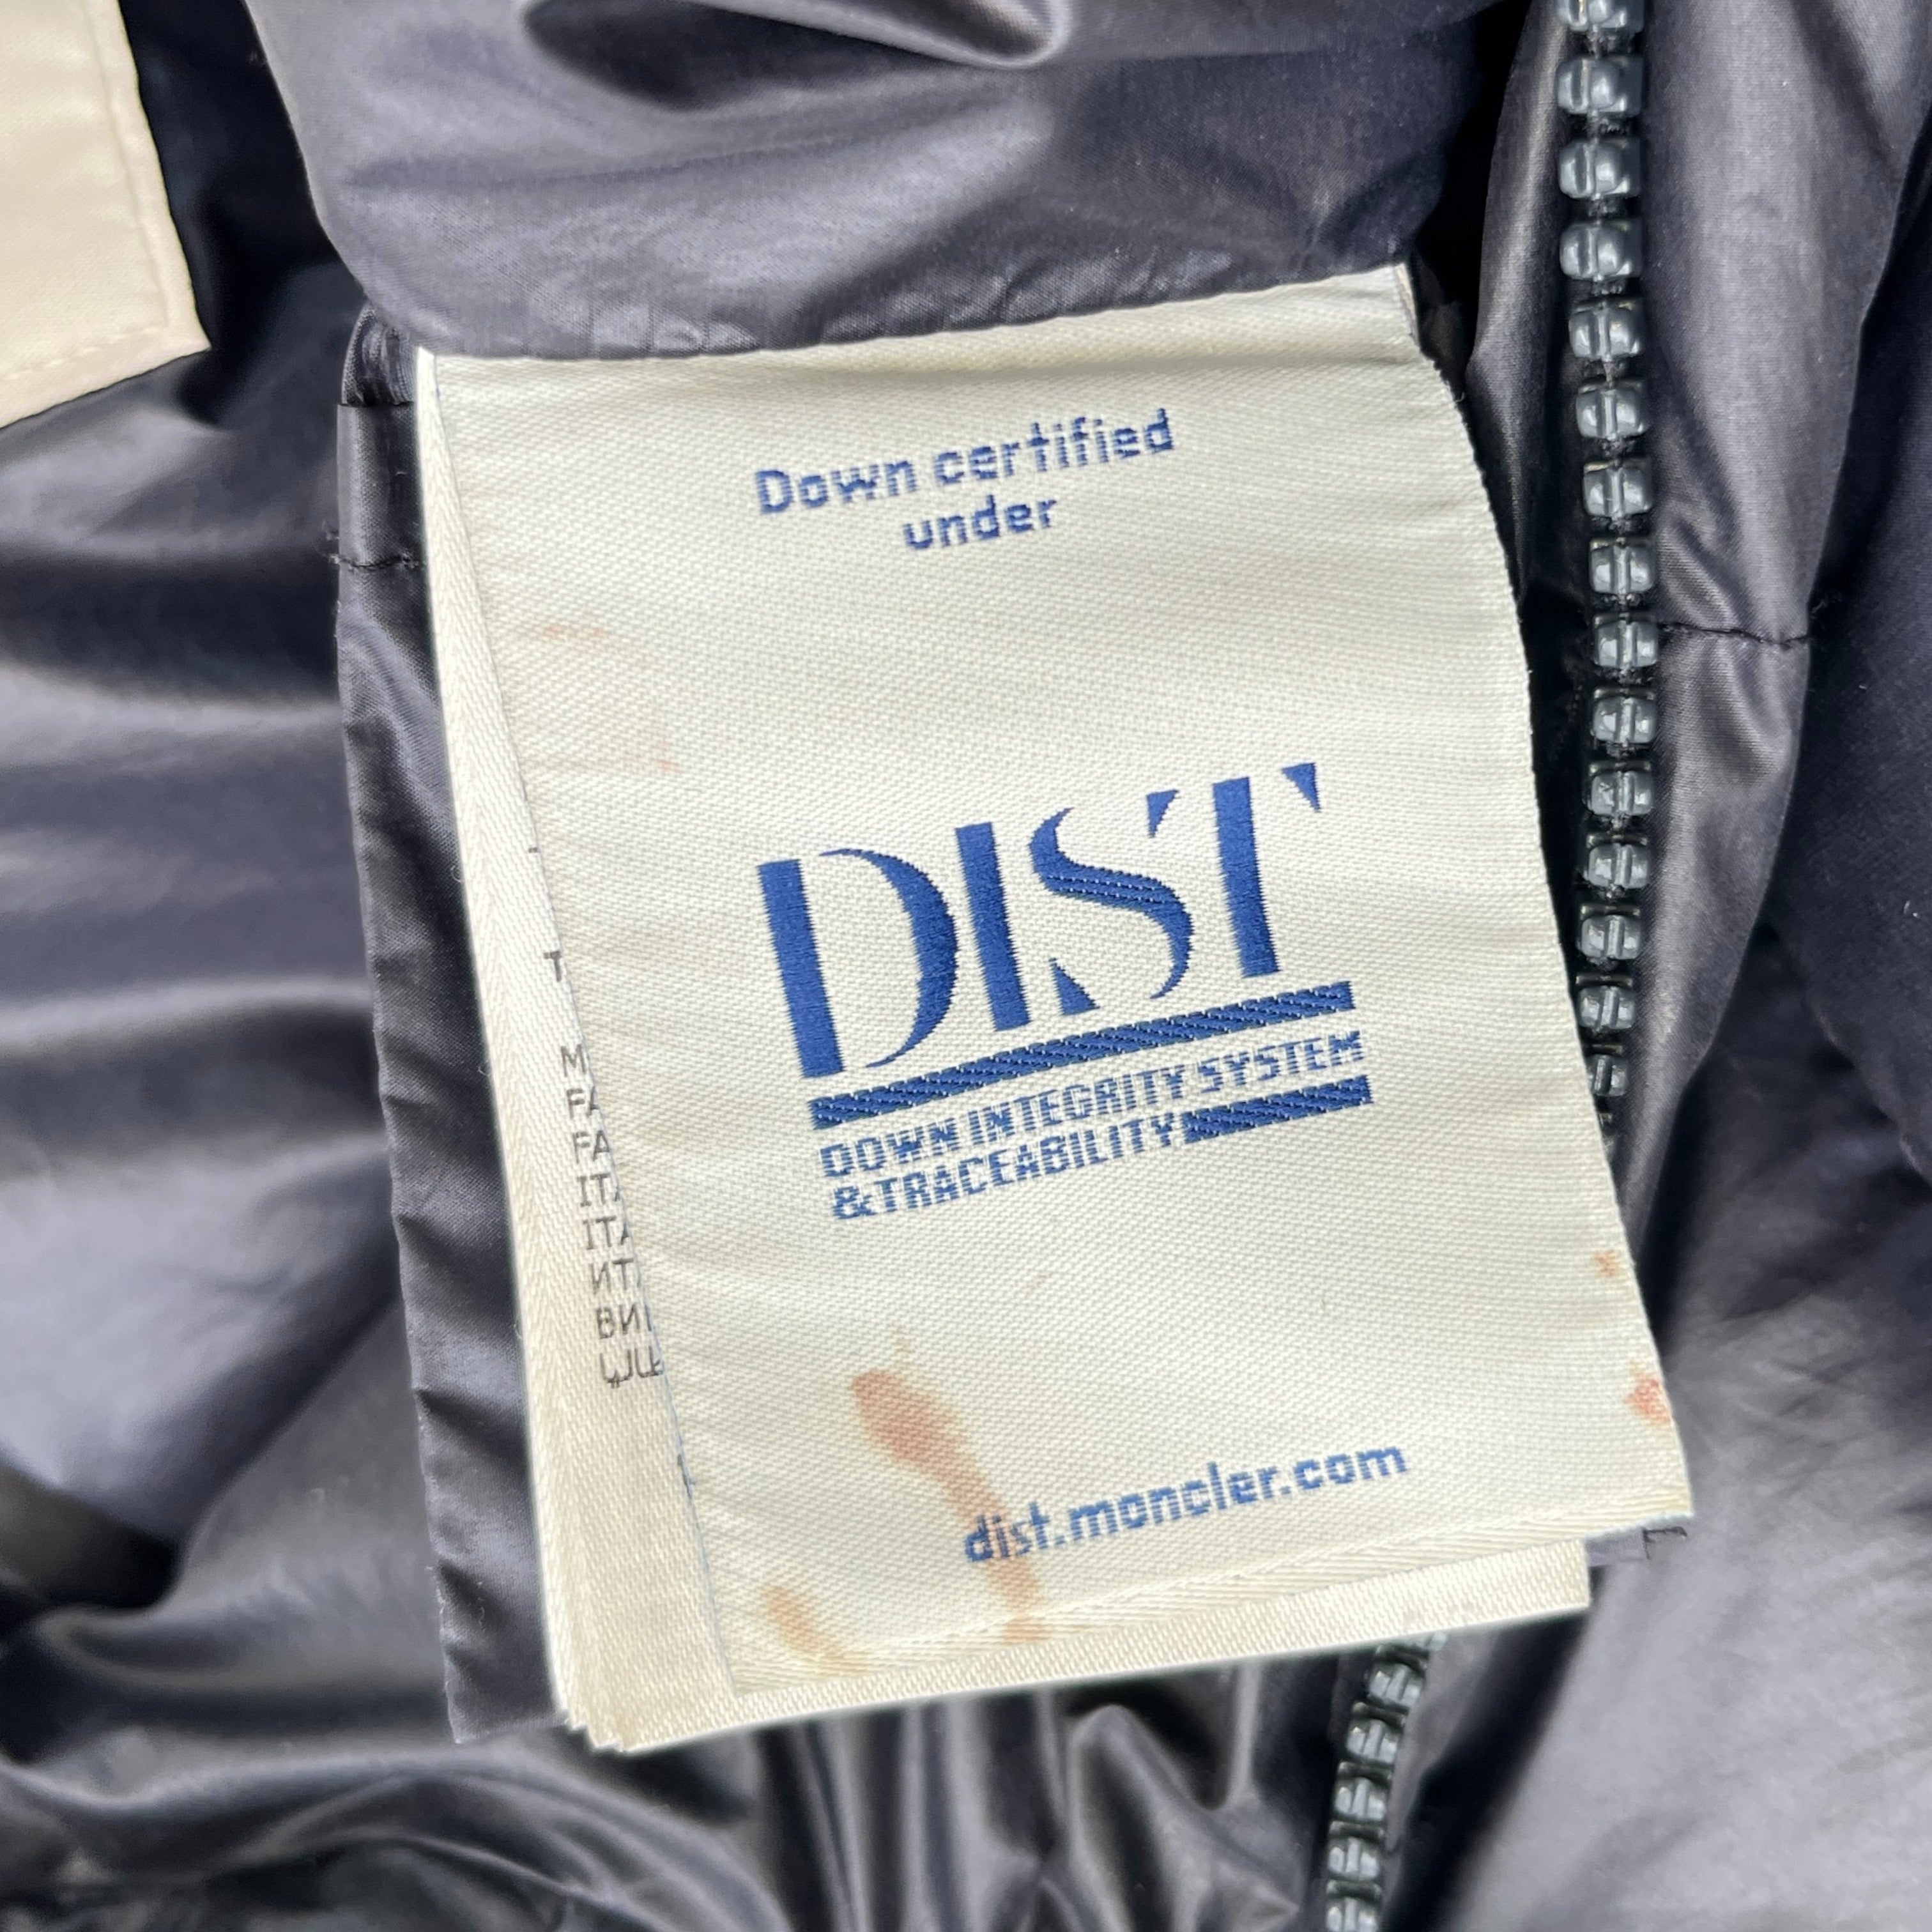 Down certified
under
DIST
DOWN INTEGRITY SYSTEM
&TRACEABILITY
dist.moncler.com